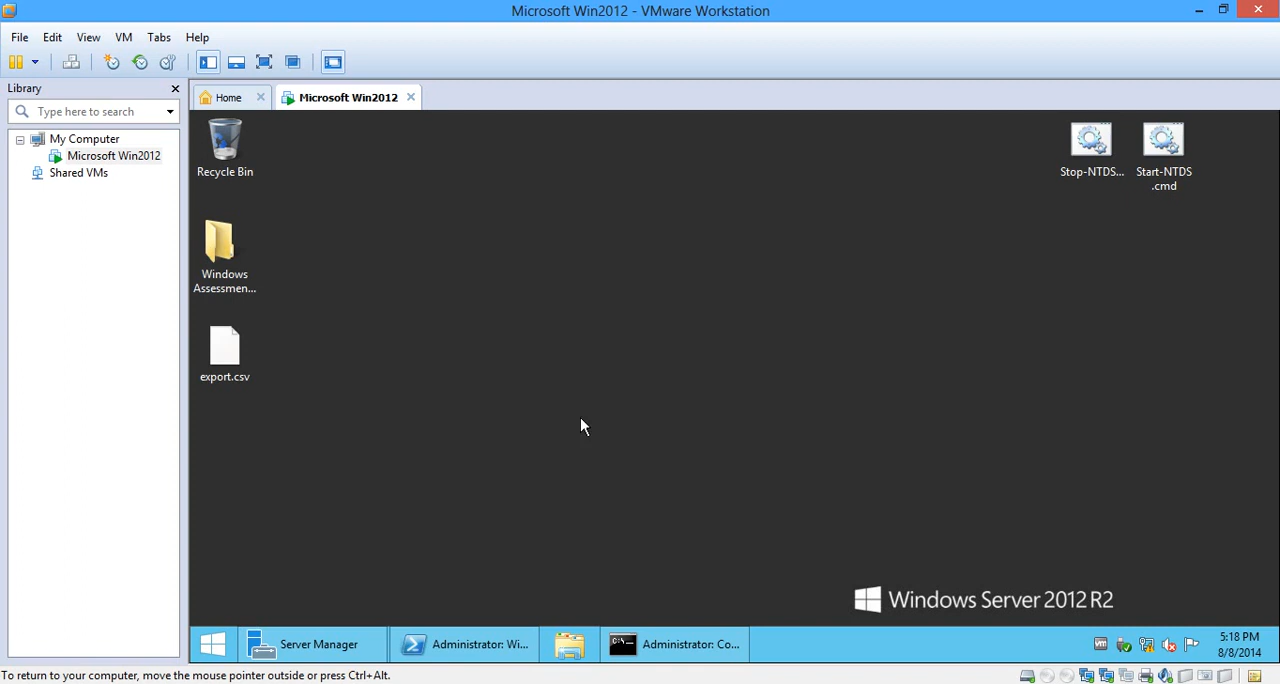 Microsoft Win2012 - VMware Workstation
File Edit View VM Tabs Help
Library
Home
Microsoft Win2012
Type here to search
My Computer
Microsoft Win2012
Shared VMs
Recycle Bin
Stop-NTDS...
Start-NTDS
.cmd
Windows
Assessmen...
export.csv
Windows Server 2012 R2
Server Manager
Administrator: Wi...
C:\.
Administrator: Co...
vm
5:18 PM
8/8/2014
To return to your computer, move the mouse pointer outside or press Ctrl+Alt.